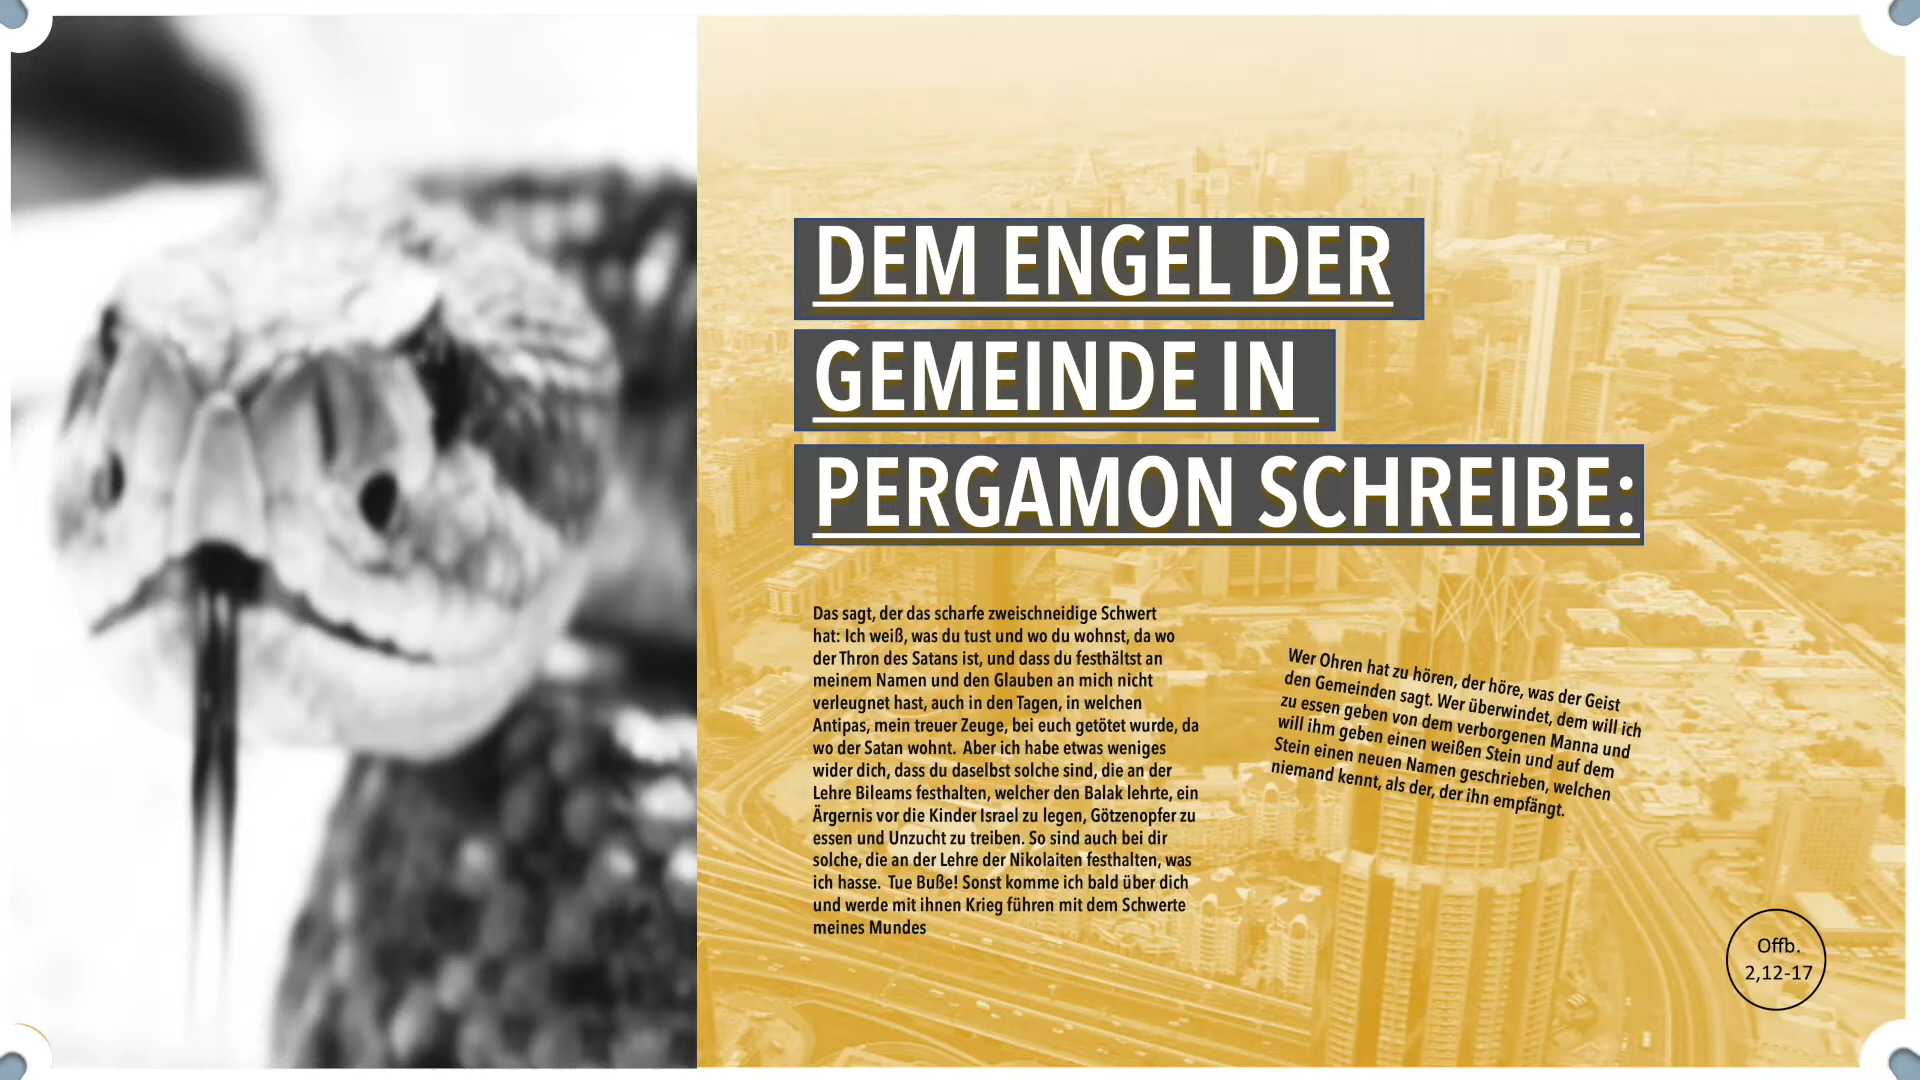 DEM ENGEL DER
GEMEINDE IN
PERGAMON SCHREIBE:
Das sagt, der das scharfe zweischneidige Schwert
hat: Ich weiß, was du tust und wo du wohnst, da wo
der Thron des Satans ist, und dass du festhältst an
meinem Namen und den Glauben an mich nicht
verleugnet hast, auch in den Tagen, in welchen
Antipas, mein treuer Zeuge, bei euch getötet wurde, da
wo der Satan wohnt. Aber ich habe etwas weniges
wider dich, dass du daselbst solche sind, die an der
Lehre Bileams festhalten, welcher den Balak lehrte, ein
Ärgernis vor die Kinder Israel zu legen, Götzenopfer zu
essen und Unzucht zu treiben. So sind auch bei dir
solche, die an der Lehre der Nikolaiten festhalten, was
ich hasse. Tue Buße! Sonst komme ich bald über dich
und werde mit ihnen Krieg führen mit dem Schwerte
meines Mundes
Wer Ohren hat zu hören, der höre, was der Geist
den Gemeinden sagt. Wer überwindet, dem will ich
zu essen geben von dem verborgenen Manna und
will ihm geben einen weißen Stein und auf dem
Stein einen neuen Namen geschrieben, welchen
niemand kennt, als der, der ihn empfängt.
Offb.
2,12-17